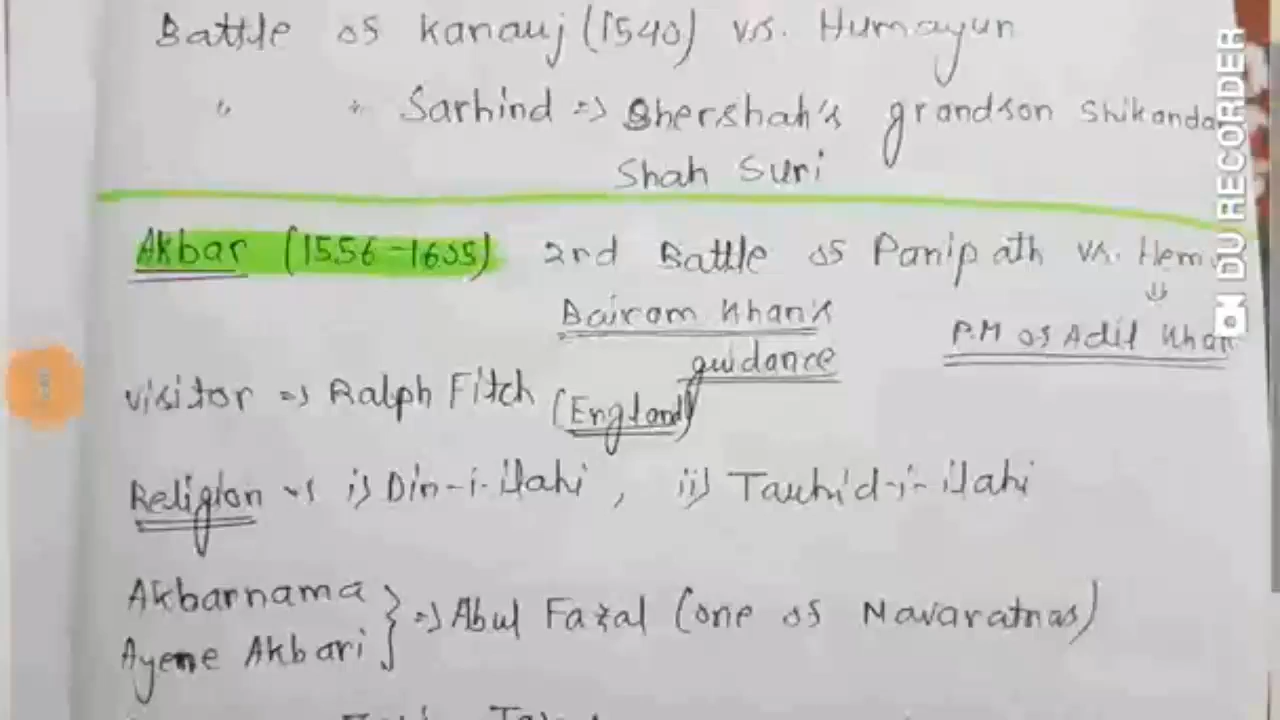 Battle of Kanauj (1540) vs. Humayun
" " Sarhind => Shershah's grandson Shikanda
Shah Suri
Akbar (1556-1605) 2nd Battle of Panipath vs. Hemu
Bairam Khan's
guidance
P.M of Adil Khan
Visitor => Ralph Fitch (England)
Religion => i) Din-i-ilahi, ii) Tauhid-i-ilahi
Akbarnama
Ayene Akbari
} => Abul Fazal (one of Navaratnas)
DU RECORDER